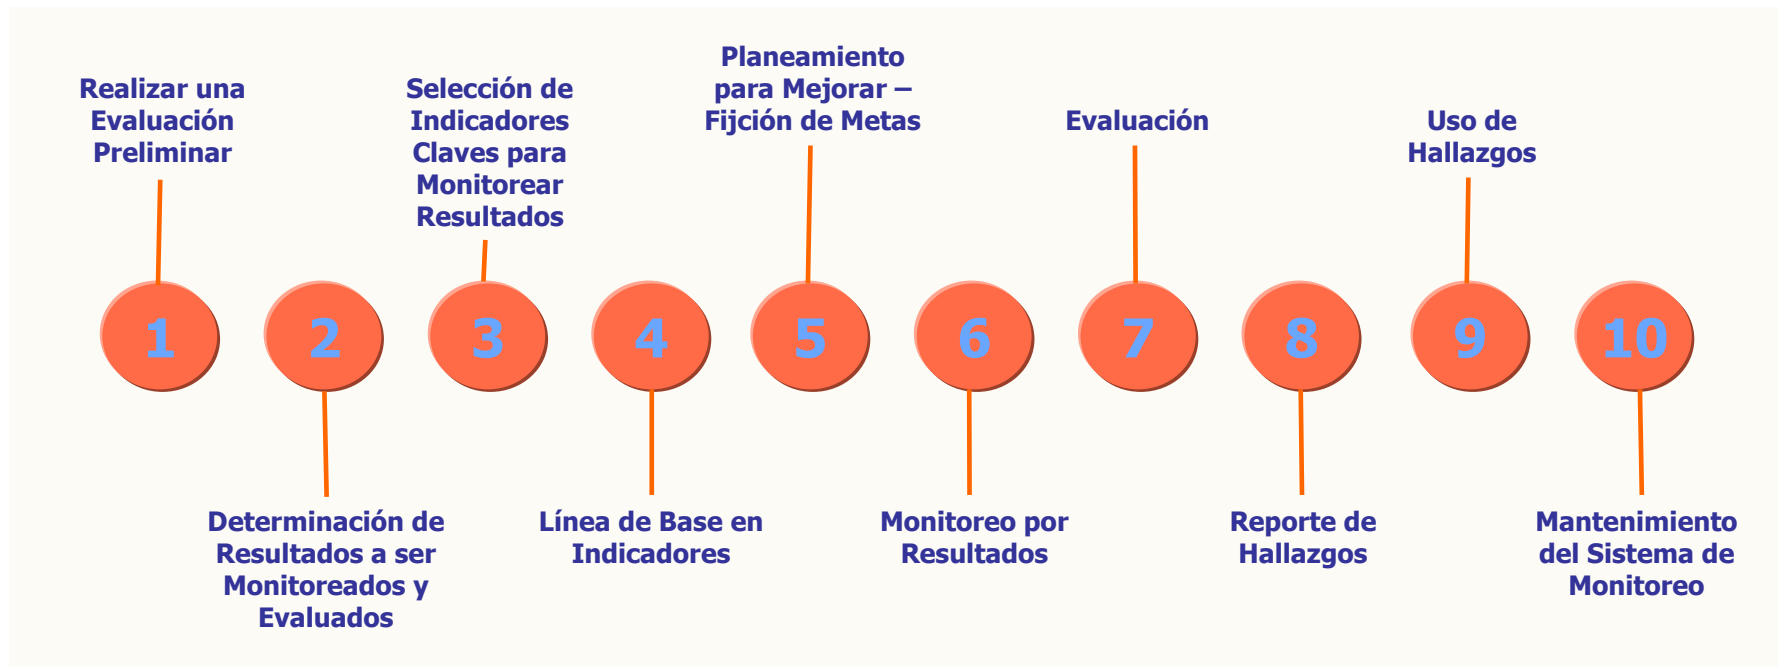 Realizar una
Evaluación
Preliminar
Selección de
Indicadores
Claves para
Monitorear
Resultados
Planeamiento
para Mejorar –
Fijción de Metas
Evaluación
Uso de
Hallazgos
1
2
3
4
5
6
7
8
9
10
Determinación de
Resultados a ser
Monitoreados y
Evaluados
Línea de Base en
Indicadores
Monitoreo por
Resultados
Reporte de
Hallazgos
Mantenimiento
del Sistema de
Monitoreo